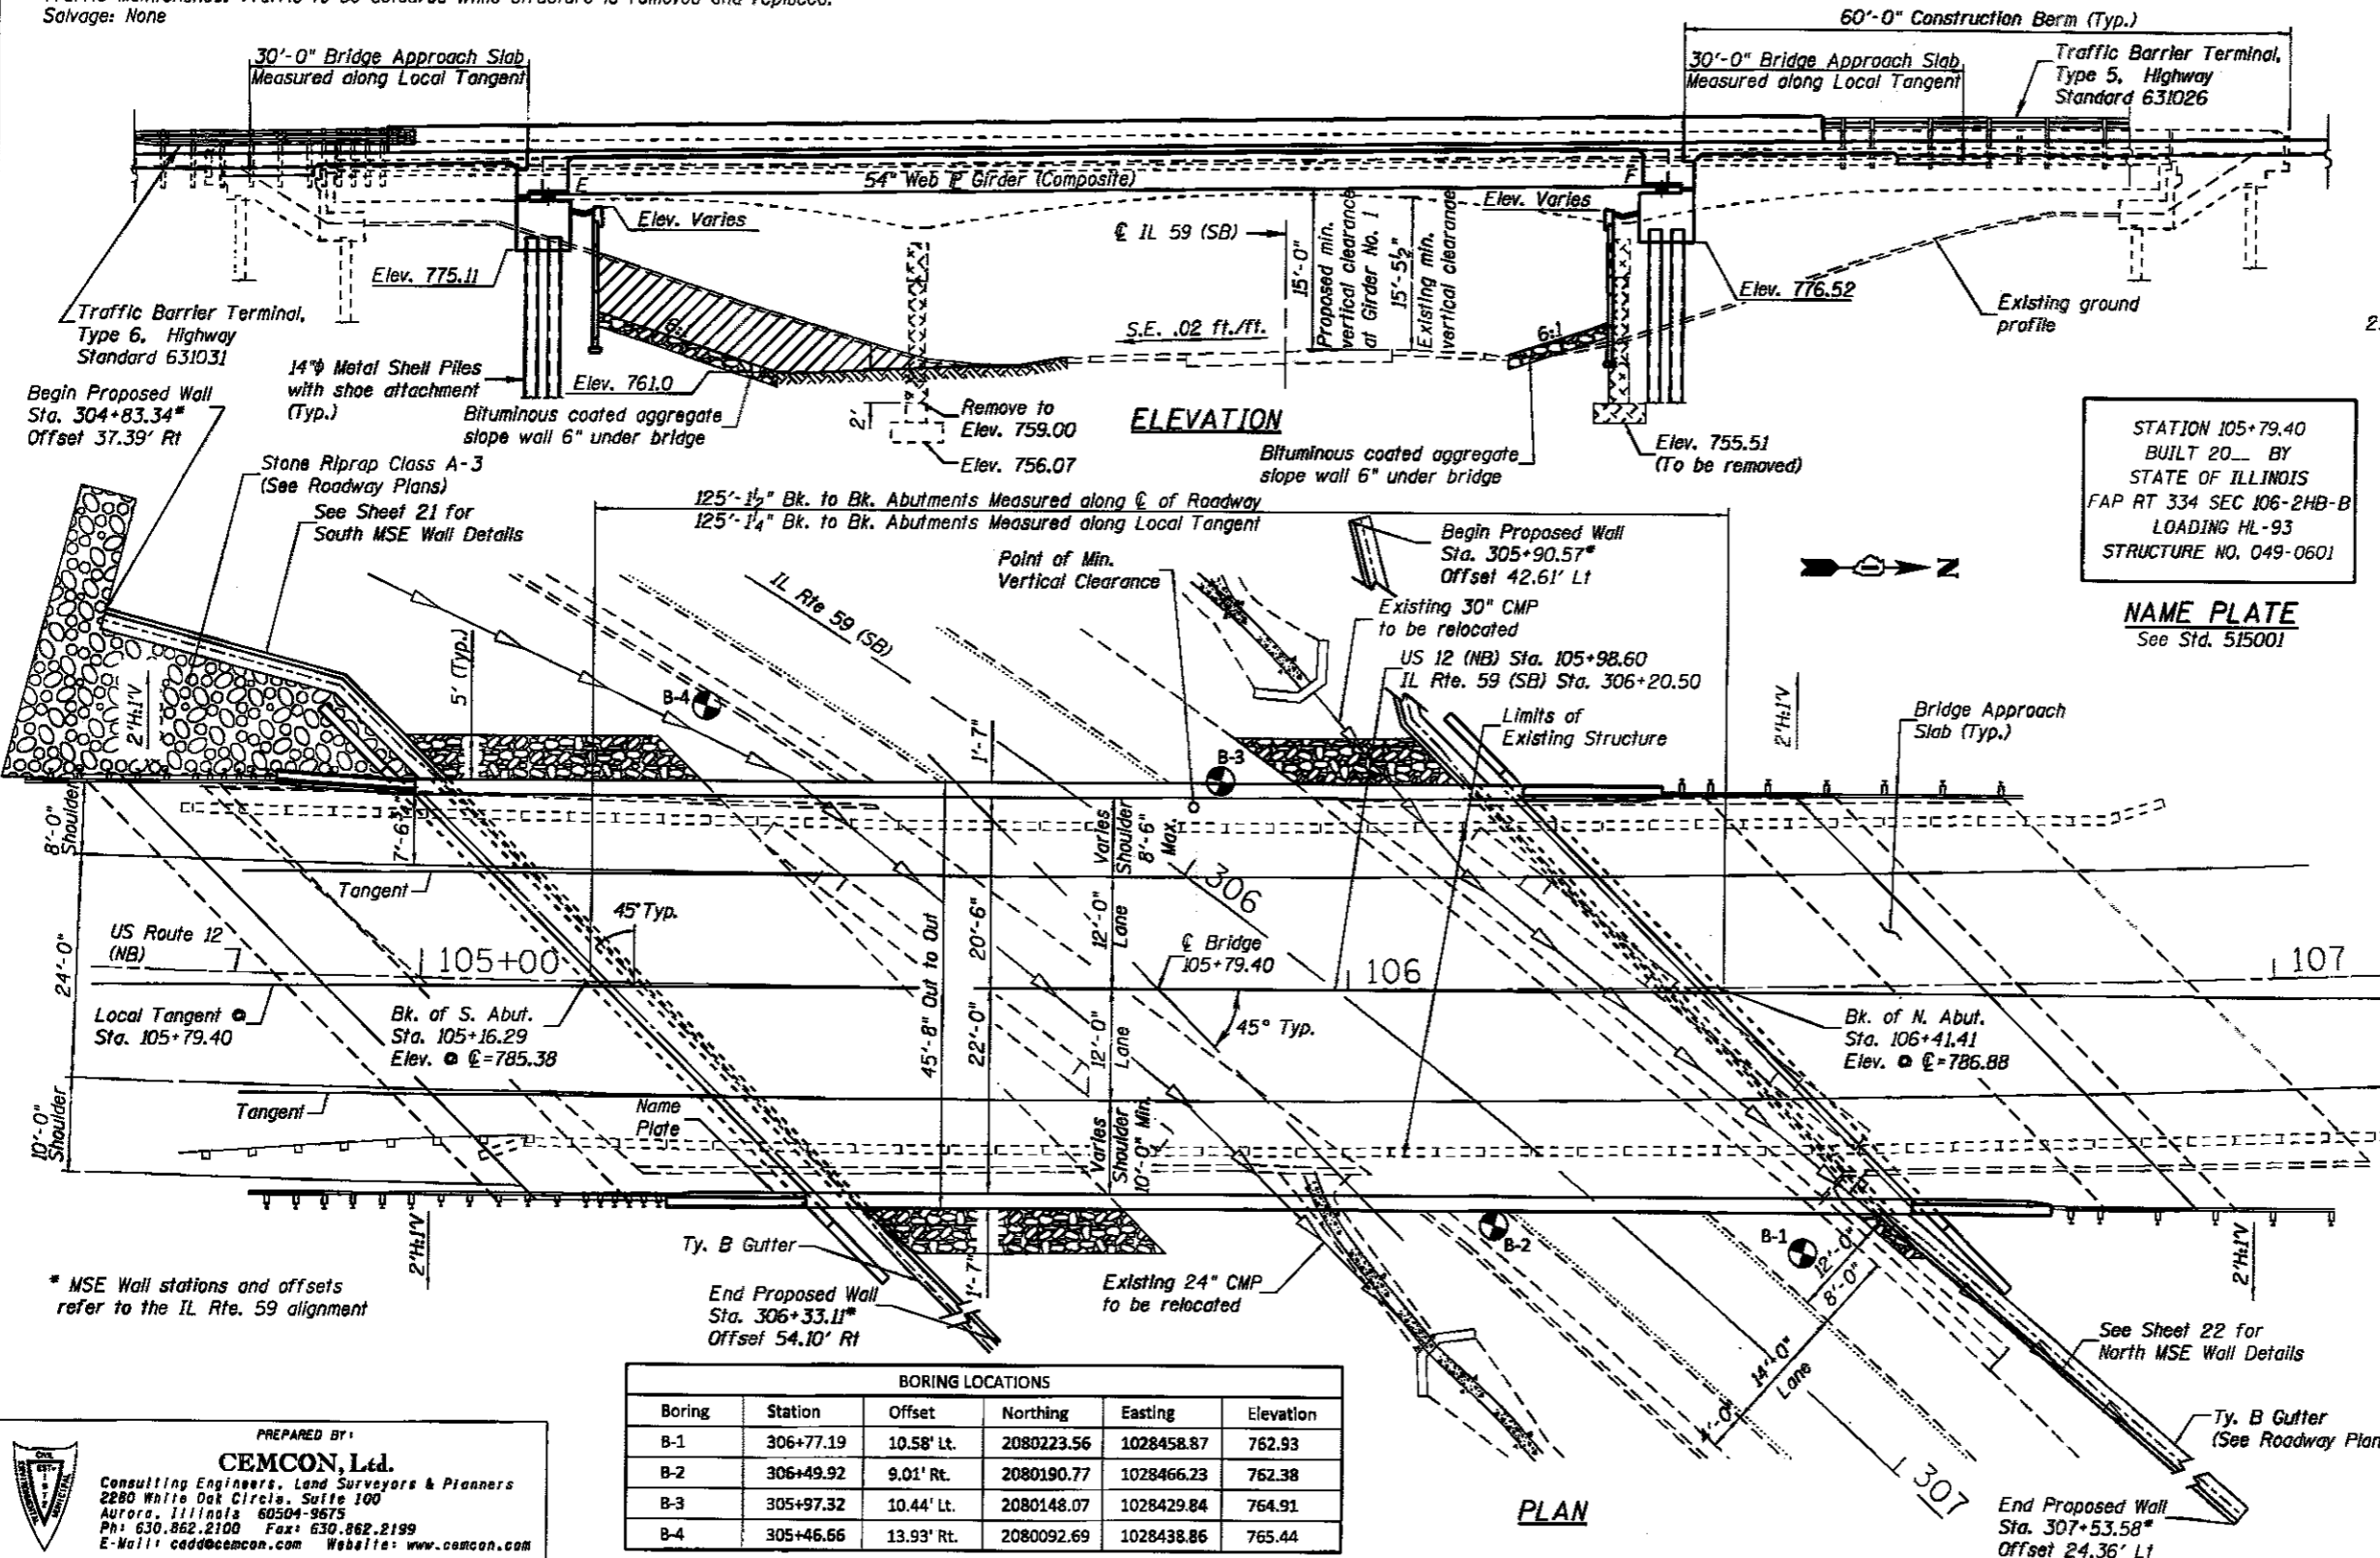 Salvage: None
60'-0" Construction Berm (Typ.)
30'-0" Bridge Approach Slab
Measured along Local Tangent
30'-0" Bridge Approach Slab
Measured along Local Tangent
Traffic Barrier Terminal,
Type 5, Highway
Standard 631026
54" Web ℙ Girder (Composite)
E
F
Elev. Varies
Elev. Varies
℄ IL 59 (SB)
15'-0"
Proposed min.
vertical clearance
at Girder No. 1
15'-5½"
Existing min.
vertical clearance
Elev. 775.11
Elev. 776.52
Existing ground
profile
Traffic Barrier Terminal,
Type 6, Highway
Standard 631031
6:1
S.E. .02 ft./ft.
6:1
14"φ Metal Shell Piles
with shoe attachment
(Typ.)
Elev. 761.0
Bituminous coated aggregate
slope wall 6" under bridge
2'
Remove to
Elev. 759.00
Elev. 756.07
ELEVATION
Bituminous coated aggregate
slope wall 6" under bridge
Elev. 755.51
(To be removed)
Begin Proposed Wall
Sta. 304+83.34*
Offset 37.39' Rt
Stone Riprap Class A-3
(See Roadway Plans)
See Sheet 21 for
South MSE Wall Details
125'-1½" Bk. to Bk. Abutments Measured along ℄ of Roadway
125'-1¼" Bk. to Bk. Abutments Measured along Local Tangent
STATION 105+79.40
BUILT 20__ BY
STATE OF ILLINOIS
FAP RT 334 SEC 106-2HB-B
LOADING HL-93
STRUCTURE NO. 049-0601
NAME PLATE
See Std. 515001
N
Point of Min.
Vertical Clearance
Begin Proposed Wall
Sta. 305+90.57*
Offset 42.61' Lt
Existing 30" CMP
to be relocated
US 12 (NB) Sta. 105+98.60
IL Rte. 59 (SB) Sta. 306+20.50
Limits of
Existing Structure
Bridge Approach
Slab (Typ.)
IL Rte 59 (SB)
2'H:1'V
5' (Typ.)
B-4
1'-7"
B-3
2'H:1'V
8'-0"
Shoulder
7'-6"
Varies
Shoulder
8'-6"
Max.
Tangent
306
45° Typ.
US Route 12
(NB)
105+00
24'-0"
45'-8" Out to Out
20'-6"
12'-0"
Lane
℄ Bridge
105+79.40
106
107
Local Tangent @
Sta. 105+79.40
Bk. of S. Abut.
Sta. 105+16.29
Elev. @ ℄=785.38
22'-0"
12'-0"
Lane
45° Typ.
Bk. of N. Abut.
Sta. 106+41.41
Elev. @ ℄=786.88
10'-0"
Shoulder
Tangent
Name
Plate
Varies
Shoulder
10'-0" Min.
2'H:1'V
Ty. B Gutter
1'-7"
B-2
B-1
12'-0"
8'-0"
2'H:1'V
* MSE Wall stations and offsets
refer to the IL Rte. 59 alignment
End Proposed Wall
Sta. 306+33.11*
Offset 54.10' Rt
Existing 24" CMP
to be relocated
14'-0"
Lane
See Sheet 22 for
North MSE Wall Details
Ty. B Gutter
307
End Proposed Wall
Sta. 307+53.58*
Offset 24.36' Lt
PLAN
BORING LOCATIONS
Boring Station Offset Northing Easting Elevation
B-1 306+77.19 10.58' Lt. 2080223.56 1028458.87 762.93
B-2 306+49.92 9.01' Rt. 2080190.77 1028466.23 762.38
B-3 305+97.32 10.44' Lt. 2080148.07 1028429.84 764.91
B-4 305+46.66 13.93' Rt. 2080092.69 1028438.86 765.44
PREPARED BY:
CEMCON, Ltd.
Consulting Engineers, Land Surveyors & Planners
2280 White Oak Circle, Suite 100
Aurora, Illinois 60504-9675
Ph: 630.862.2100 Fax: 630.862.2199
E-Mail: cadd@cemcon.com Website: www.cemcon.com